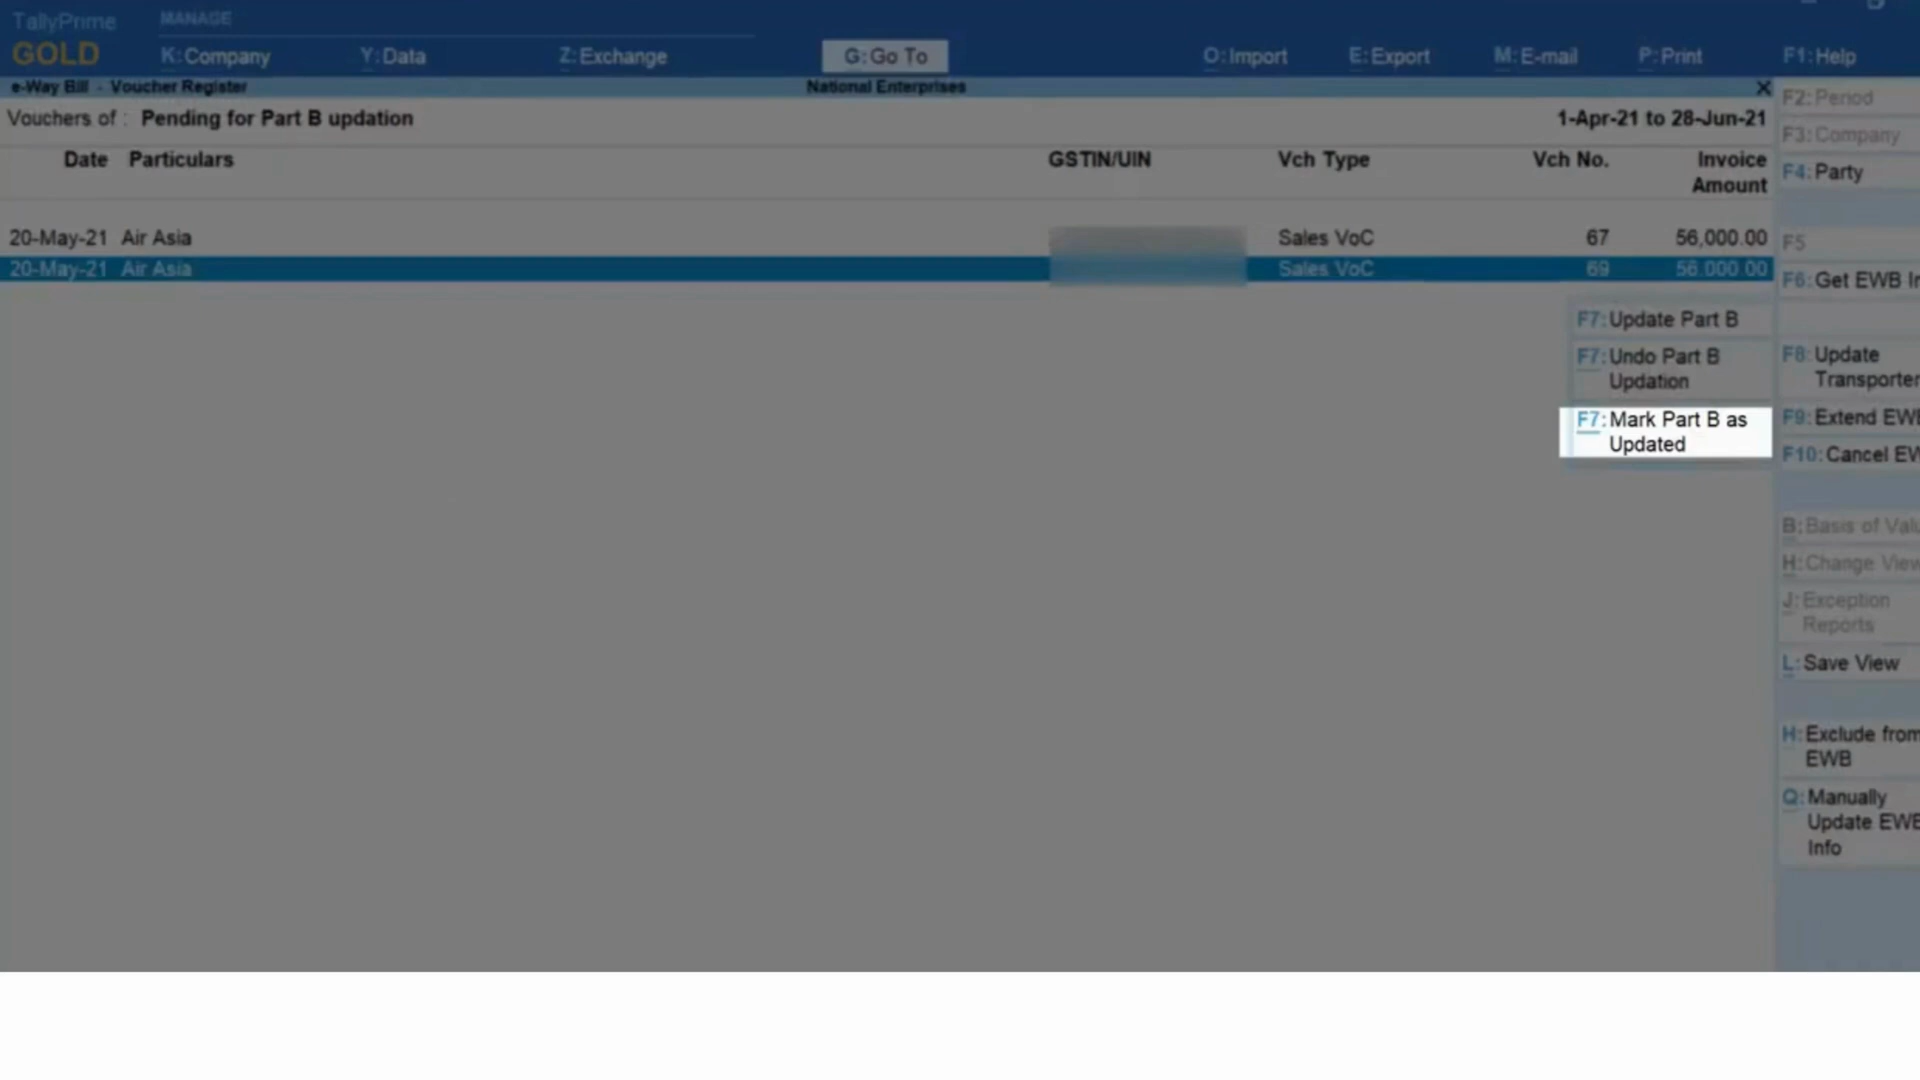 TallyPrime
MANAGE
GOLD
K: Company
Y: Data
Z: Exchange
G: Go To
O: Import
E: Export
M: E-mail
P: Print
F1: Help
e-Way Bill - Voucher Register
National Enterprises
F2: Period
Vouchers of : Pending for Part B updation
1-Apr-21 to 28-Jun-21
F3: Company
Date Particulars GSTIN/UIN Vch Type Vch No. Invoice
Amount
F4: Party
20-May-21 Air Asia Sales VoC 67 56,000.00
F5
20-May-21 Air Asia Sales VoC 69 56,000.00
F6: Get EWB
F7: Update Part B
F7: Undo Part B
Updation
F7: Mark Part B as
Updated
F8: Update
Transporter
F9: Extend
F10: Cancel
B: Basis of
H: Change View
J: Exception
Reports
L: Save View
H: Exclude from
EWB
Q: Manually
Update EWB
Info